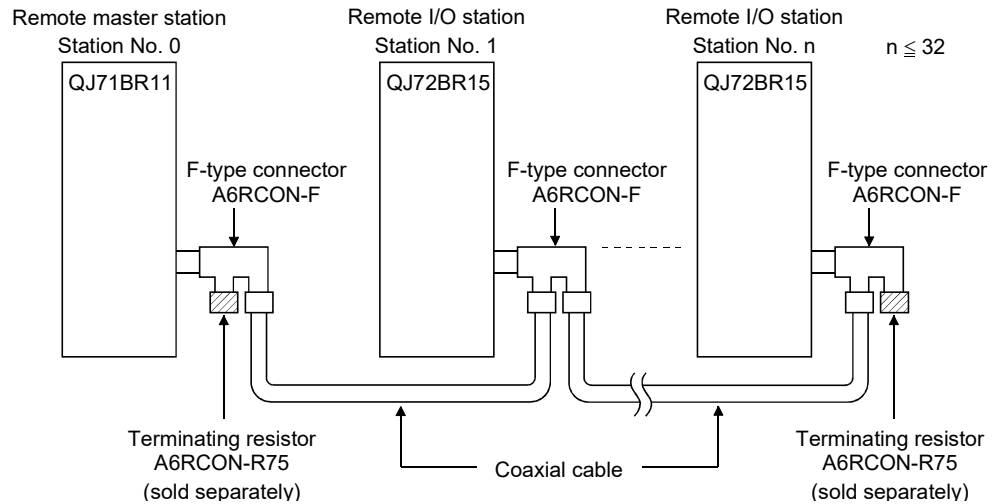 Remote master station
Station No. 0
Remote I/O station
Station No. 1
Remote I/O station
Station No. n
n ≦ 32
QJ71BR11
QJ72BR15
QJ72BR15
F-type connector
A6RCON-F
F-type connector
A6RCON-F
F-type connector
A6RCON-F
Terminating resistor
A6RCON-R75
(sold separately)
Coaxial cable
Terminating resistor
A6RCON-R75
(sold separately)